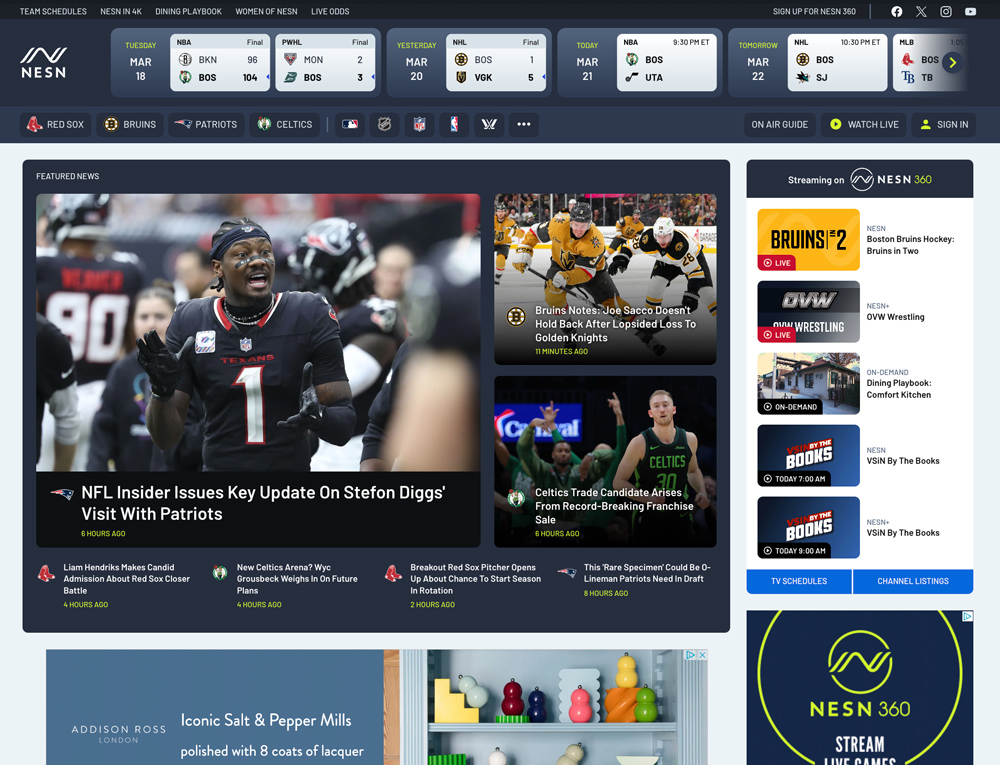 TEAM SCHEDULES NESN IN 4K DINING PLAYBOOK WOMEN OF NESN LIVE ODDS SIGN UP FOR NESN 360
NESN
TUESDAY
MAR
18
NBA Final
BKN 96
BOS 104
PWHL Final
MON 2
BOS 3
YESTERDAY
MAR
20
NHL Final
BOS 1
VGK 5
TODAY
MAR
21
NBA 9:30 PM ET
BOS
UTA
TOMORROW
MAR
22
NHL 10:30 PM ET
BOS
SJ
MLB 1:05
BOS
TB
RED SOX BRUINS PATRIOTS CELTICS ON AIR GUIDE WATCH LIVE SIGN IN
FEATURED NEWS
TEXANS
1
90
NFL Insider Issues Key Update On Stefon Diggs'
Visit With Patriots
6 HOURS AGO
28
Bruins Notes: Joe Sacco Doesn't
Hold Back After Lopsided Loss To
Golden Knights
11 MINUTES AGO
CELTICS
30
Celtics Trade Candidate Arises
From Record-Breaking Franchise
Sale
6 HOURS AGO
Liam Hendriks Makes Candid
Admission About Red Sox Closer
Battle
4 HOURS AGO
New Celtics Arena? Wyc
Grousbeck Weighs In On Future
Plans
4 HOURS AGO
Breakout Red Sox Pitcher Opens
Up About Chance To Start Season
In Rotation
2 HOURS AGO
This 'Rare Specimen' Could Be O-
Lineman Patriots Need In Draft
8 HOURS AGO
Streaming on NESN 360
BRUINS IN 2
LIVE
NESN
Boston Bruins Hockey:
Bruins in Two
OVW
OVW WRESTLING
LIVE
NESN+
OVW Wrestling
ON-DEMAND
ON-DEMAND
Dining Playbook:
Comfort Kitchen
VSiN BY THE
BOOKS
TODAY 7:00 AM
NESN
VSiN By The Books
VSiN BY THE
BOOKS
TODAY 9:00 AM
NESN+
VSiN By The Books
TV SCHEDULES CHANNEL LISTINGS
ADDISON ROSS
LONDON
Iconic Salt & Pepper Mills
polished with 8 coats of lacquer
NESN 360
STREAM
LIVE GAMES